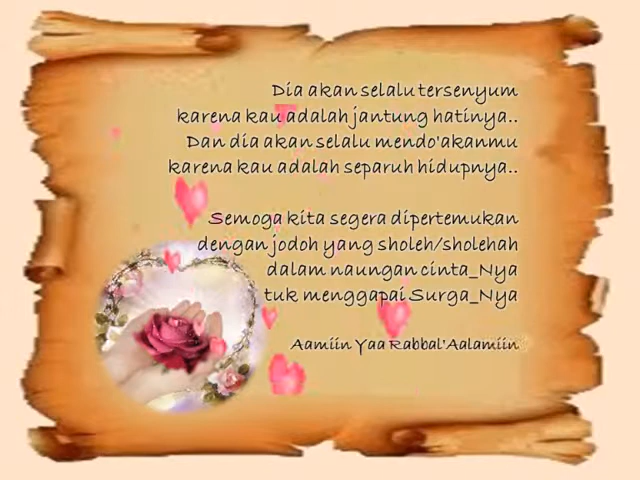 Dia akan selalu tersenyum
karena kau adalah jantung hatinya..
Dan dia akan selalu mendo'akanmu
karena kau adalah separuh hidupnya..
Semoga kita segera dipertemukan
dengan jodoh yang sholeh/sholehah
dalam naungan cinta_Nya
tuk menggapai Surga_Nya
Aamiin Yaa Rabbal'Aalamiin